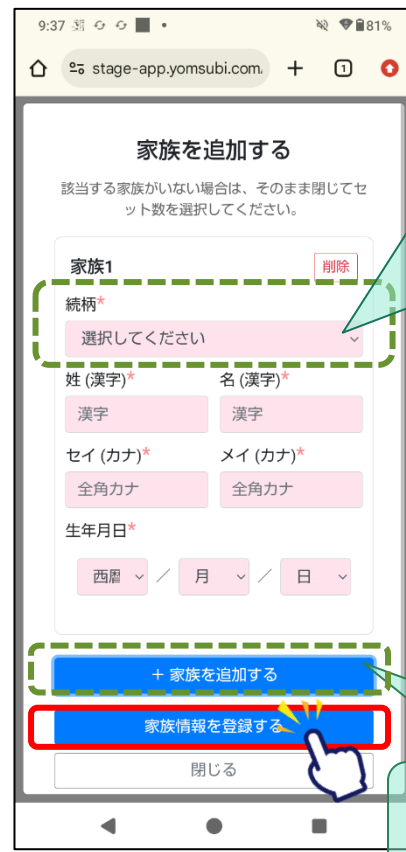 9:37
81%
stage-app.yomsubi.com
1
家族を追加する
該当する家族がいない場合は、そのまま閉じてセ
ット数を選択してください。
家族1
削除
続柄*
選択してください
姓 (漢字)*
名 (漢字)*
漢字
漢字
セイ (カナ)*
メイ (カナ)*
全角カナ
全角カナ
生年月日*
西暦 ／ 月 ／ 日
+ 家族を追加する
家族情報を登録する
閉じる